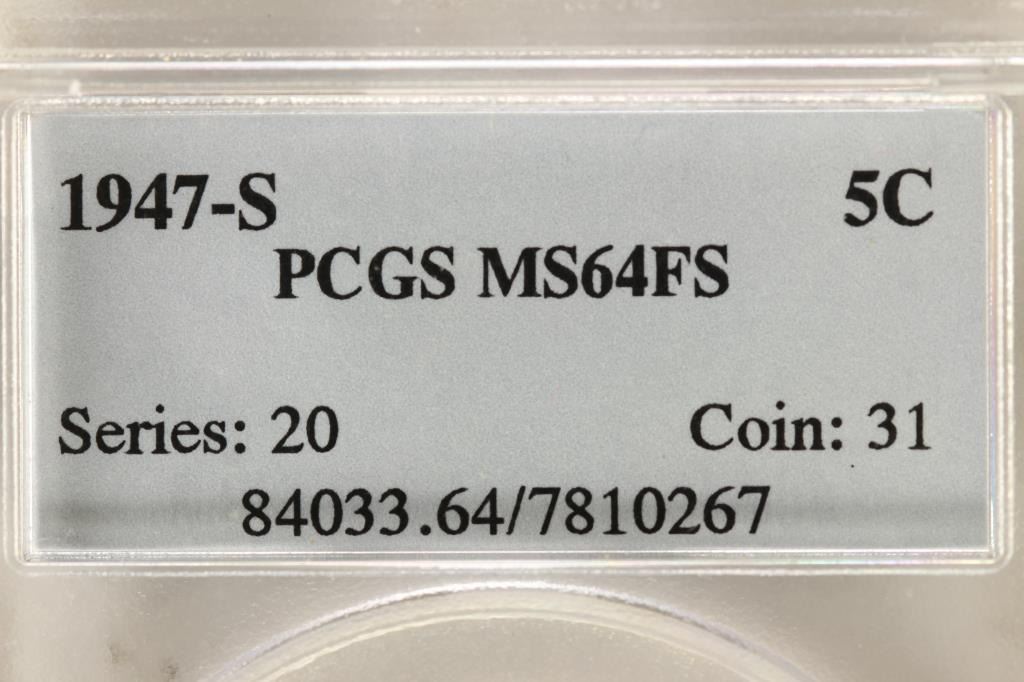 1947-S 5C
PCGS MS64FS
Series: 20 Coin: 31
84033.64/7810267